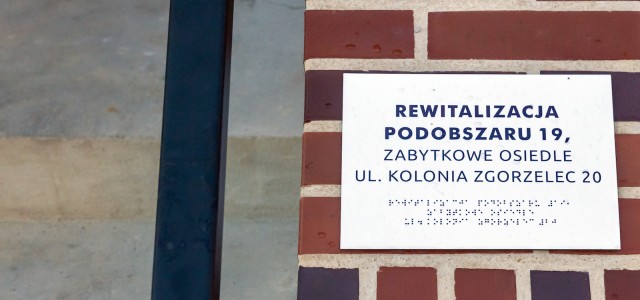 REWITALIZACJA
PODOBSZARU 19,
ZABYTKOWE OSIEDLE
UL. KOLONIA ZGORZELEC 20